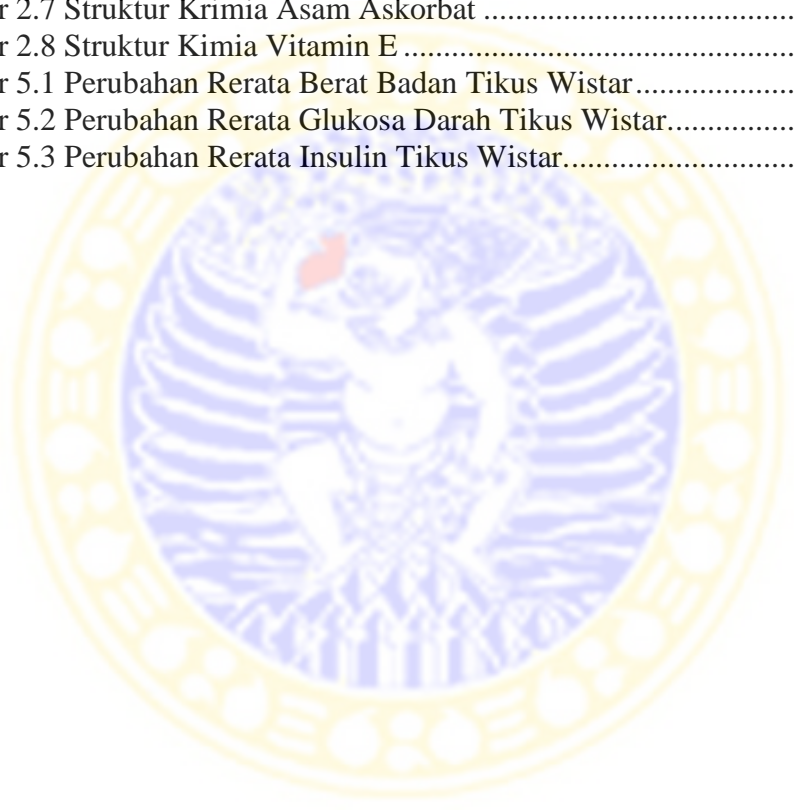 r 2.7 Struktur Krimia Asam Askorbat ........................................
r 2.8 Struktur Kimia Vitamin E ..................................................
r 5.1 Perubahan Rerata Berat Badan Tikus Wistar.....................
r 5.2 Perubahan Rerata Glukosa Darah Tikus Wistar.................
r 5.3 Perubahan Rerata Insulin Tikus Wistar..............................